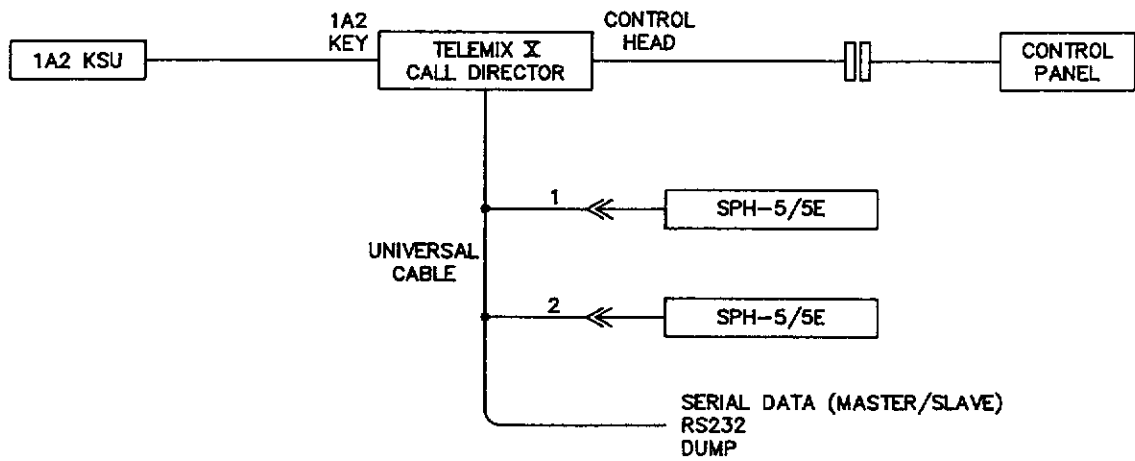 1A2
KEY
CONTROL
HEAD
1A2 KSU
TELEMIX X
CALL DIRECTOR
CONTROL
PANEL
1
SPH-5/5E
UNIVERSAL
CABLE
2
SPH-5/5E
SERIAL DATA (MASTER/SLAVE)
RS232
DUMP